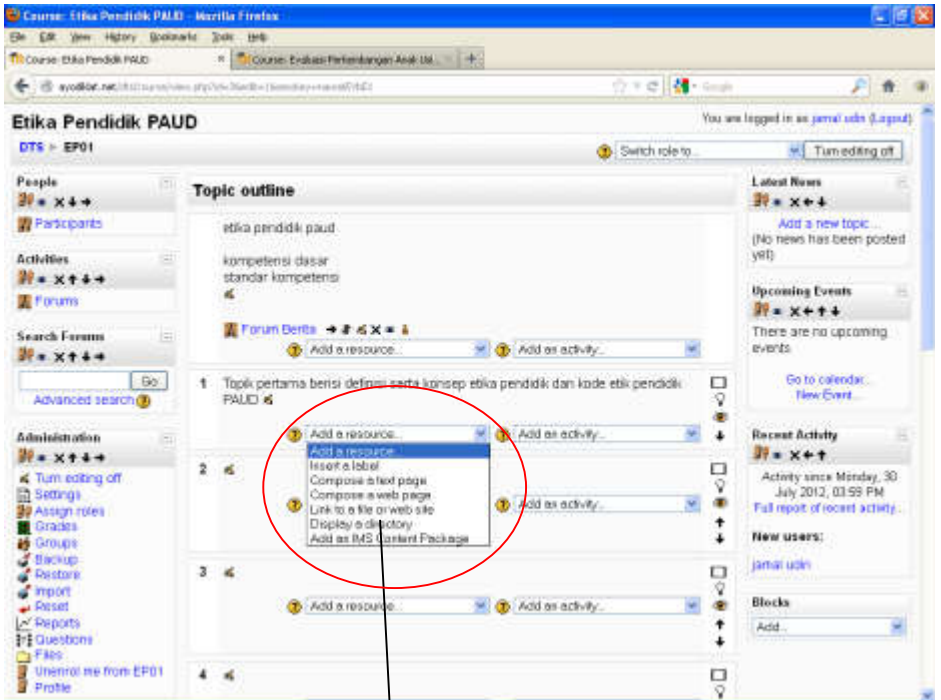 Course: Etika Pendidik PAUD - Mozilla Firefox
File Edit View History Bookmarks Tools Help
Course: Etika Pendidik PAUD
Course: Evaluasi Perkembangan Anak Usi...
ayodiklat.net
Google
Etika Pendidik PAUD
You are logged in as jamal udin (Logout)
DTS ► EP01
Switch role to...
Turn editing off
People
Participants
Activities
Forums
Search Forums
Go
Advanced search
Administration
Turn editing off
Settings
Assign roles
Grades
Groups
Backup
Restore
Import
Reset
Reports
Questions
Files
Unenrol me from EP01
Profile
Topic outline
etika pendidik paud
kompetensi dasar
standar kompetensi
Forum Berita
Add a resource... Add an activity...
1 Topik pertama berisi definisi serta konsep etika pendidik dan kode etik pendidik
PAUD
Add a resource... Add an activity...
Add a resource...
Insert a label
Compose a text page
Compose a web page
Link to a file or web site
Display a directory
Add an IMS Content Package
2
Add an activity...
3
Add a resource... Add an activity...
4
Latest News
Add a new topic...
(No news has been posted
yet)
Upcoming Events
There are no upcoming
events
Go to calendar...
New Event...
Recent Activity
Activity since Monday, 30
July 2012, 03:59 PM
Full report of recent activity...
New users:
jamal udin
Blocks
Add...